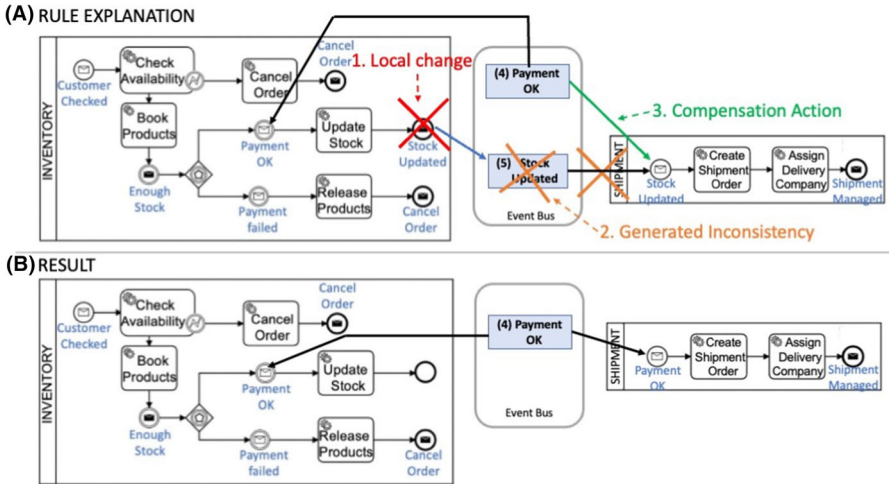 (A) RULE EXPLANATION
INVENTORY
Customer
Checked
Check
Availability
Cancel
Order
Cancel
Order
1. Local change
Book
Products
Enough
Stock
Payment
OK
Update
Stock
Stock
Updated
Payment
failed
Release
Products
Cancel
Order
(4) Payment
OK
(5) Stock
Updated
Event Bus
3. Compensation Action
2. Generated Inconsistency
SHIPMENT
Stock
Updated
Create
Shipment
Order
Assign
Delivery
Company
Shipment
Managed
(B) RESULT
INVENTORY
Customer
Checked
Check
Availability
Cancel
Order
Cancel
Order
Book
Products
Enough
Stock
Payment
OK
Update
Stock
Payment
failed
Release
Products
Cancel
Order
(4) Payment
OK
Event Bus
SHIPMENT
Payment
OK
Create
Shipment
Order
Assign
Delivery
Company
Shipment
Managed